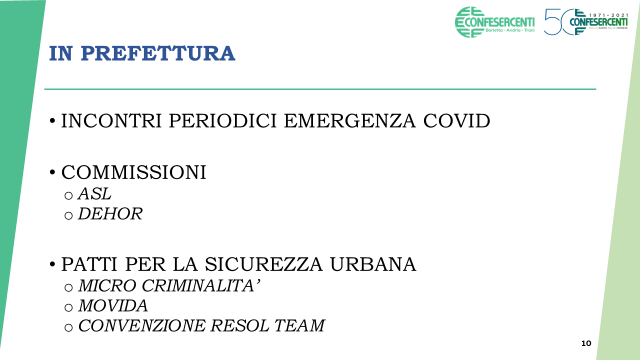 CONFESERCENTI
Barletta - Andria - Trani
50
1971-2021
CONFESERCENTI
IN PREFETTURA
• INCONTRI PERIODICI EMERGENZA COVID
• COMMISSIONI
o ASL
o DEHOR
• PATTI PER LA SICUREZZA URBANA
o MICRO CRIMINALITA’
o MOVIDA
o CONVENZIONE RESOL TEAM
10